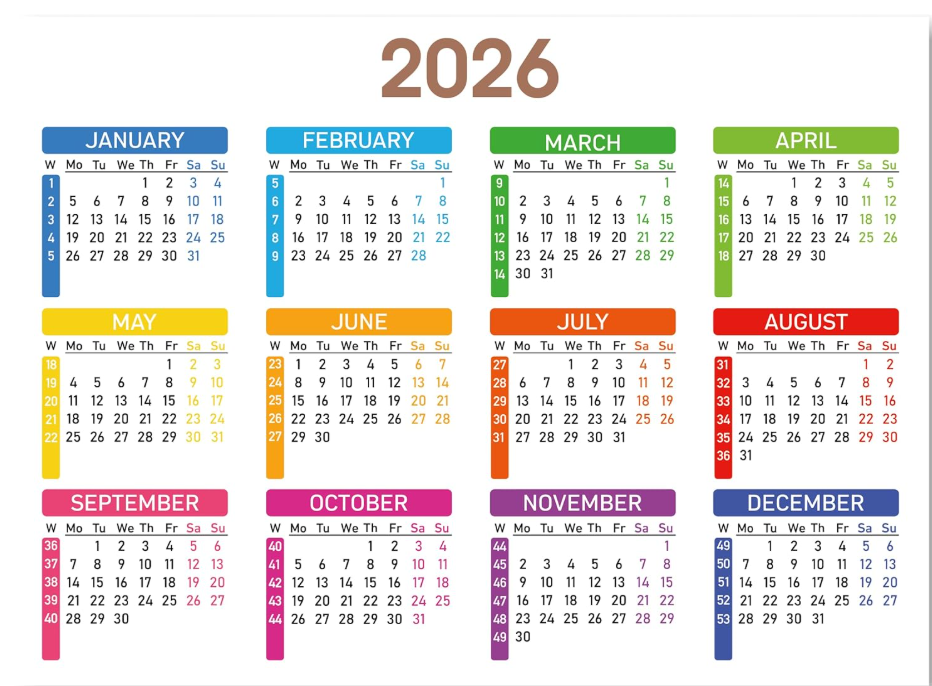 2026
JANUARY
W Mo Tu We Th Fr Sa Su
1 1 2 3 4
2 5 6 7 8 9 10 11
3 12 13 14 15 16 17 18
4 19 20 21 22 23 24 25
5 26 27 28 29 30 31
FEBRUARY
W Mo Tu We Th Fr Sa Su
5 1
6 2 3 4 5 6 7 8
7 9 10 11 12 13 14 15
8 16 17 18 19 20 21 22
9 23 24 25 26 27 28
MARCH
W Mo Tu We Th Fr Sa Su
9 1
10 2 3 4 5 6 7 8
11 9 10 11 12 13 14 15
12 16 17 18 19 20 21 22
13 23 24 25 26 27 28 29
14 30 31
APRIL
W Mo Tu We Th Fr Sa Su
14 1 2 3 4 5
15 6 7 8 9 10 11 12
16 13 14 15 16 17 18 19
17 20 21 22 23 24 25 26
18 27 28 29 30
MAY
W Mo Tu We Th Fr Sa Su
18 1 2 3
19 4 5 6 7 8 9 10
20 11 12 13 14 15 16 17
21 18 19 20 21 22 23 24
22 25 26 27 28 29 30 31
JUNE
W Mo Tu We Th Fr Sa Su
23 1 2 3 4 5 6 7
24 8 9 10 11 12 13 14
25 15 16 17 18 19 20 21
26 22 23 24 25 26 27 28
27 29 30
JULY
W Mo Tu We Th Fr Sa Su
27 1 2 3 4 5
28 6 7 8 9 10 11 12
29 13 14 15 16 17 18 19
30 20 21 22 23 24 25 26
31 27 28 29 30 31
AUGUST
W Mo Tu We Th Fr Sa Su
31 1 2
32 3 4 5 6 7 8 9
33 10 11 12 13 14 15 16
34 17 18 19 20 21 22 23
35 24 25 26 27 28 29 30
36 31
SEPTEMBER
W Mo Tu We Th Fr Sa Su
36 1 2 3 4 5 6
37 7 8 9 10 11 12 13
38 14 15 16 17 18 19 20
39 21 22 23 24 25 26 27
40 28 29 30
OCTOBER
W Mo Tu We Th Fr Sa Su
40 1 2 3 4
41 5 6 7 8 9 10 11
42 12 13 14 15 16 17 18
43 19 20 21 22 23 24 25
44 26 27 28 29 30 31
NOVEMBER
W Mo Tu We Th Fr Sa Su
44 1
45 2 3 4 5 6 7 8
46 9 10 11 12 13 14 15
47 16 17 18 19 20 21 22
48 23 24 25 26 27 28 29
49 30
DECEMBER
W Mo Tu We Th Fr Sa Su
49 1 2 3 4 5 6
50 7 8 9 10 11 12 13
51 14 15 16 17 18 19 20
52 21 22 23 24 25 26 27
53 28 29 30 31